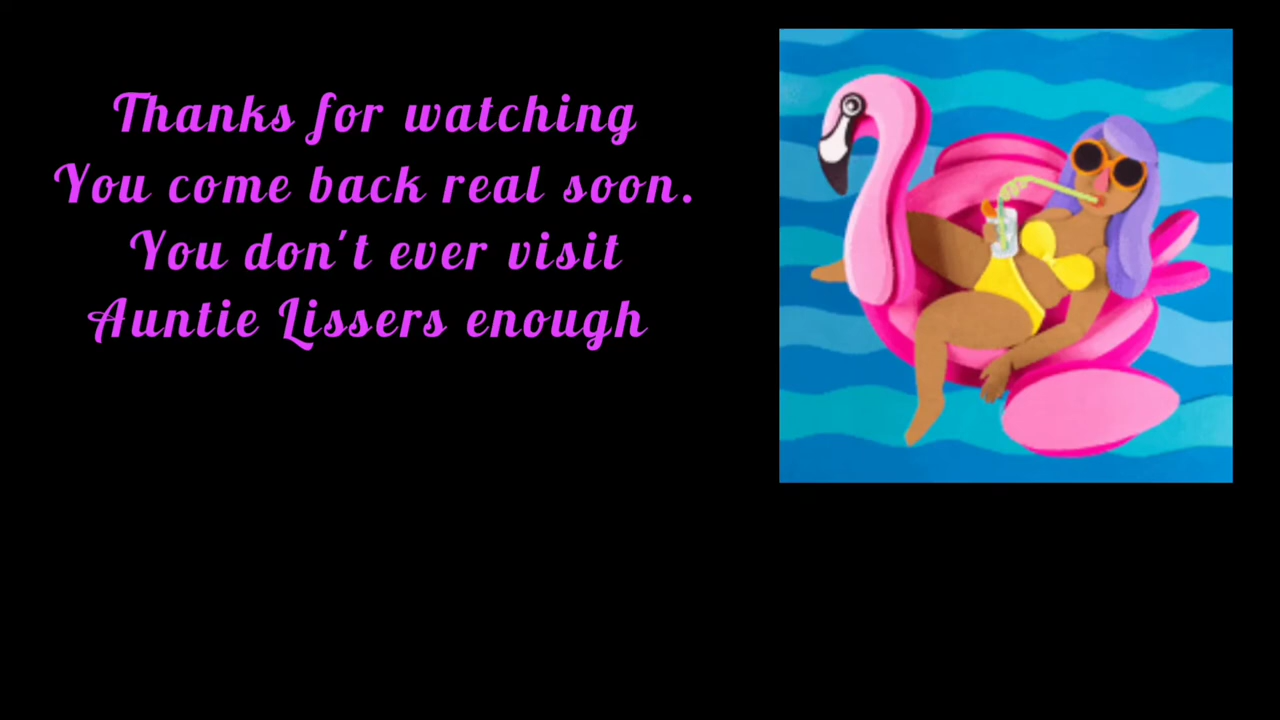 Thanks for watching
You come back real soon.
You don't ever visit
Auntie Lissers enough